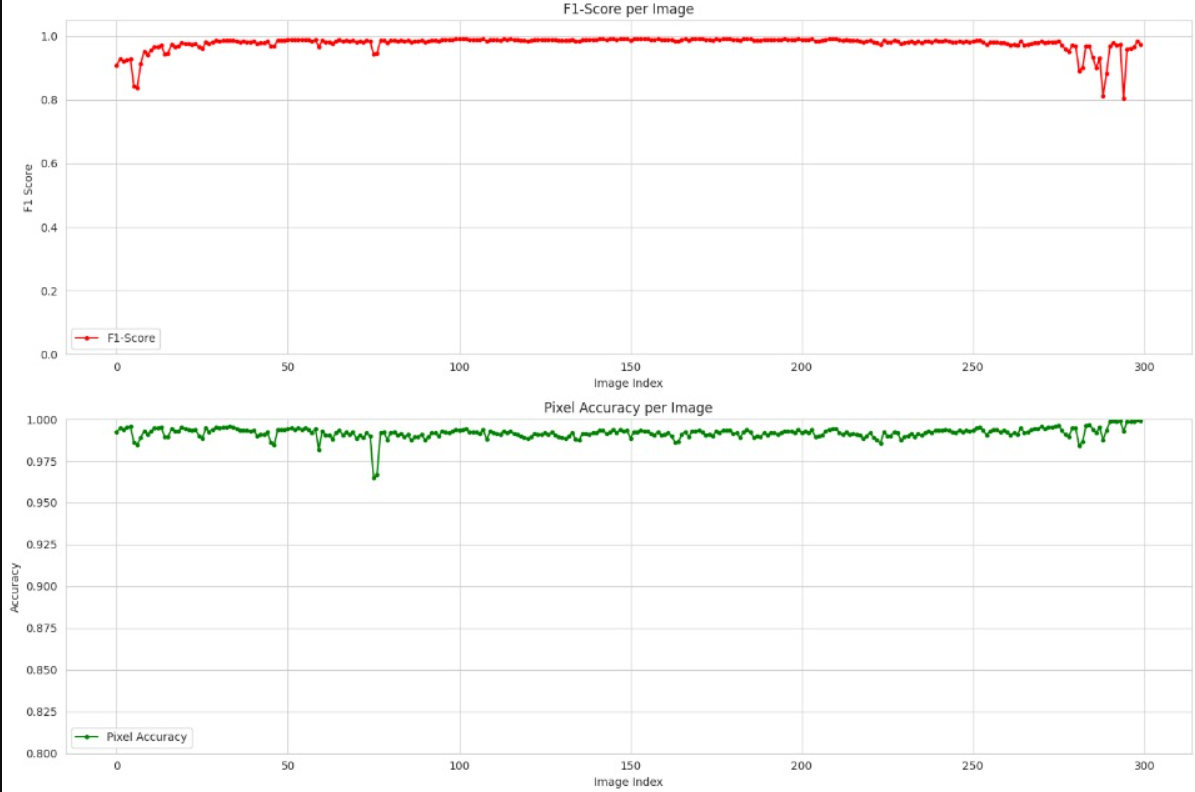 F1-Score per Image
1.0
0.8
0.6
0.4
0.2
0.0
F1 Score
F1-Score
0 50 100 150 200 250 300
Image Index
Pixel Accuracy per Image
1.000
0.975
0.950
0.925
0.900
0.875
0.850
0.825
0.800
Accuracy
Pixel Accuracy
0 50 100 150 200 250 300
Image Index